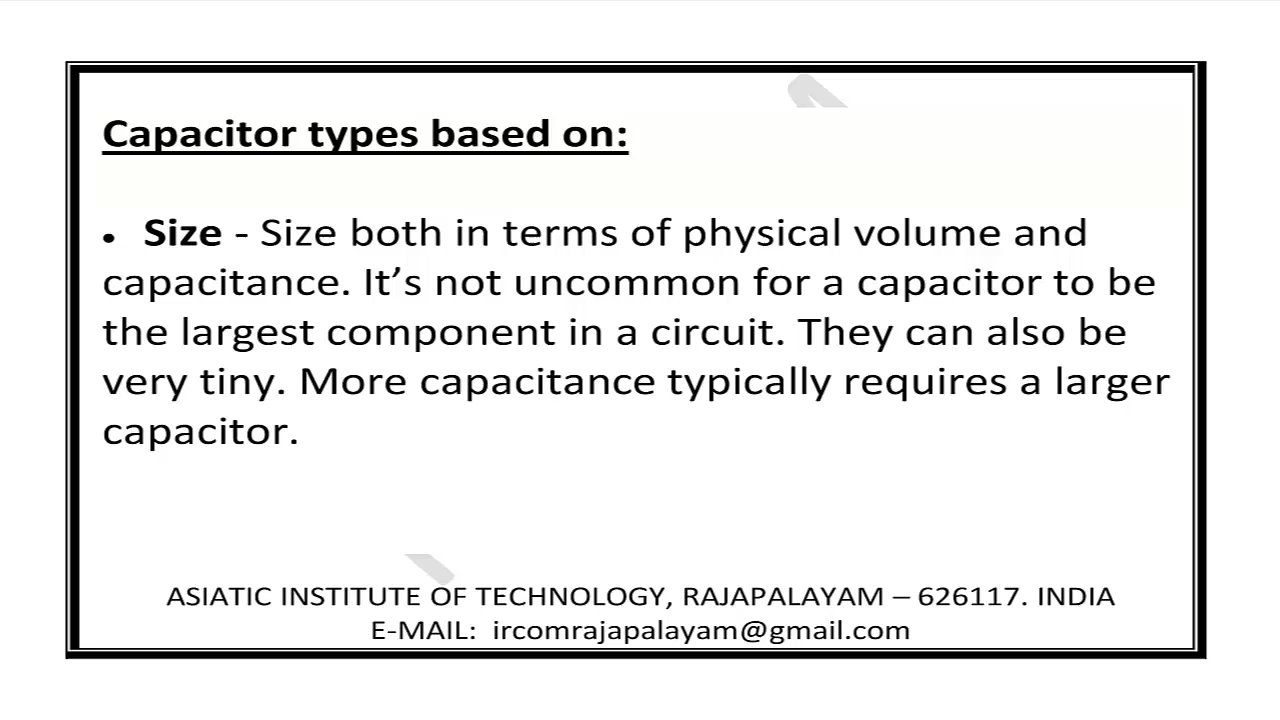 Capacitor types based on:
• Size - Size both in terms of physical volume and
capacitance. It’s not uncommon for a capacitor to be
the largest component in a circuit. They can also be
very tiny. More capacitance typically requires a larger
capacitor.
ASIATIC INSTITUTE OF TECHNOLOGY, RAJAPALAYAM – 626117. INDIA
E-MAIL:  ircomrajapalayam@gmail.com